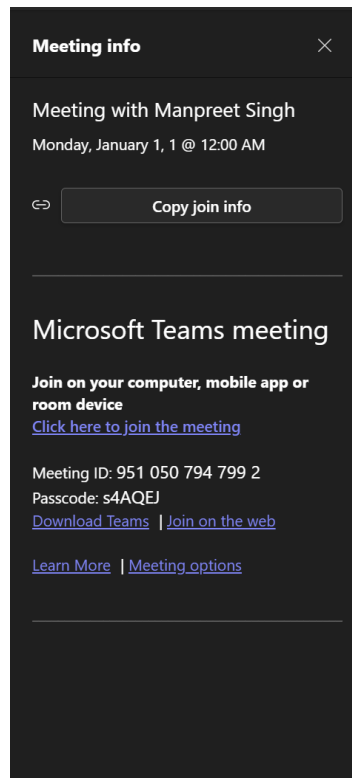 Meeting info
Meeting with Manpreet Singh
Monday, January 1, 1 @ 12:00 AM
Copy join info
Microsoft Teams meeting
Join on your computer, mobile app or
room device
Click here to join the meeting
Meeting ID: 951 050 794 799 2
Passcode: s4AQEJ
Download Teams | Join on the web
Learn More | Meeting options